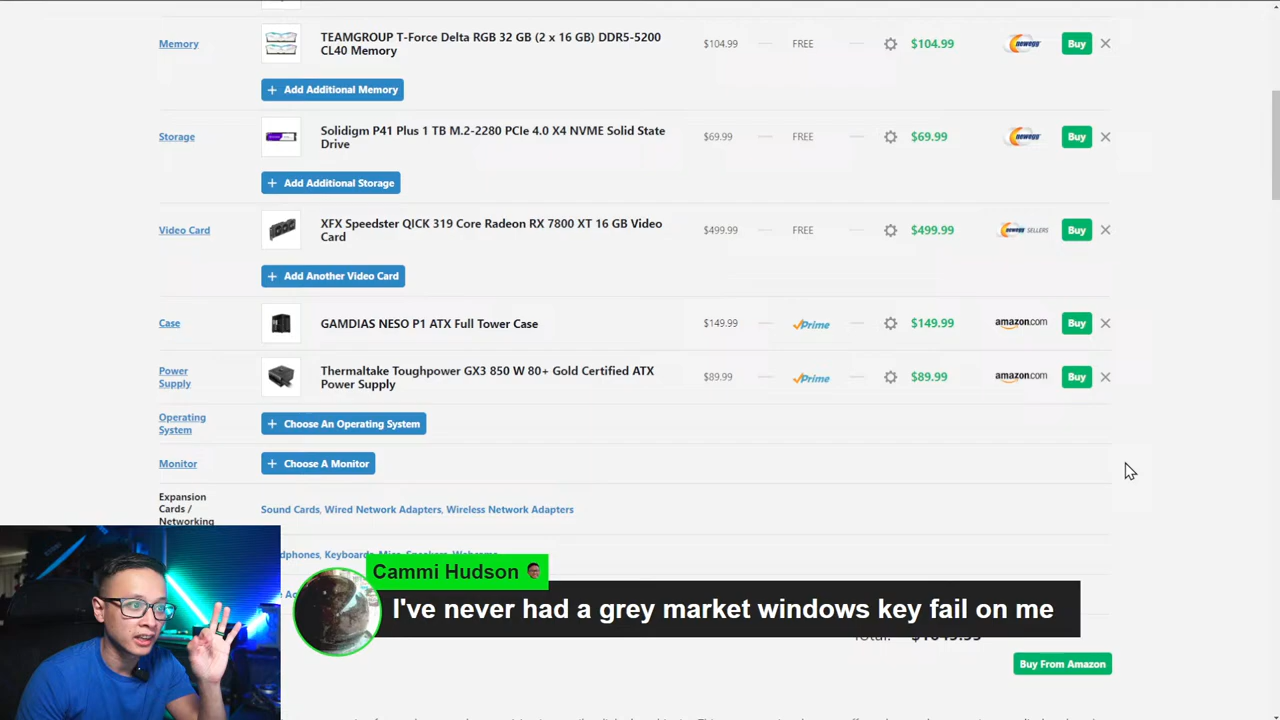 Memory
TEAMGROUP T-Force Delta RGB 32 GB (2 x 16 GB) DDR5-5200
CL40 Memory
$104.99
FREE
$104.99
newegg
Buy
+ Add Additional Memory
Storage
Solidigm P41 Plus 1 TB M.2-2280 PCIe 4.0 X4 NVME Solid State
Drive
$69.99
FREE
$69.99
newegg
Buy
+ Add Additional Storage
Video Card
XFX Speedster QICK 319 Core Radeon RX 7800 XT 16 GB Video
Card
$499.99
FREE
$499.99
newegg SELLERS
Buy
+ Add Another Video Card
Case
GAMDIAS NESO P1 ATX Full Tower Case
$149.99
Prime
$149.99
amazon.com
Buy
Power
Supply
Thermaltake Toughpower GX3 850 W 80+ Gold Certified ATX
Power Supply
$89.99
Prime
$89.99
amazon.com
Buy
Operating
System
+ Choose An Operating System
Monitor
+ Choose A Monitor
Expansion
Cards /
Networking
Sound Cards, Wired Network Adapters, Wireless Network Adapters
Cammi Hudson
I've never had a grey market windows key fail on me
Buy From Amazon